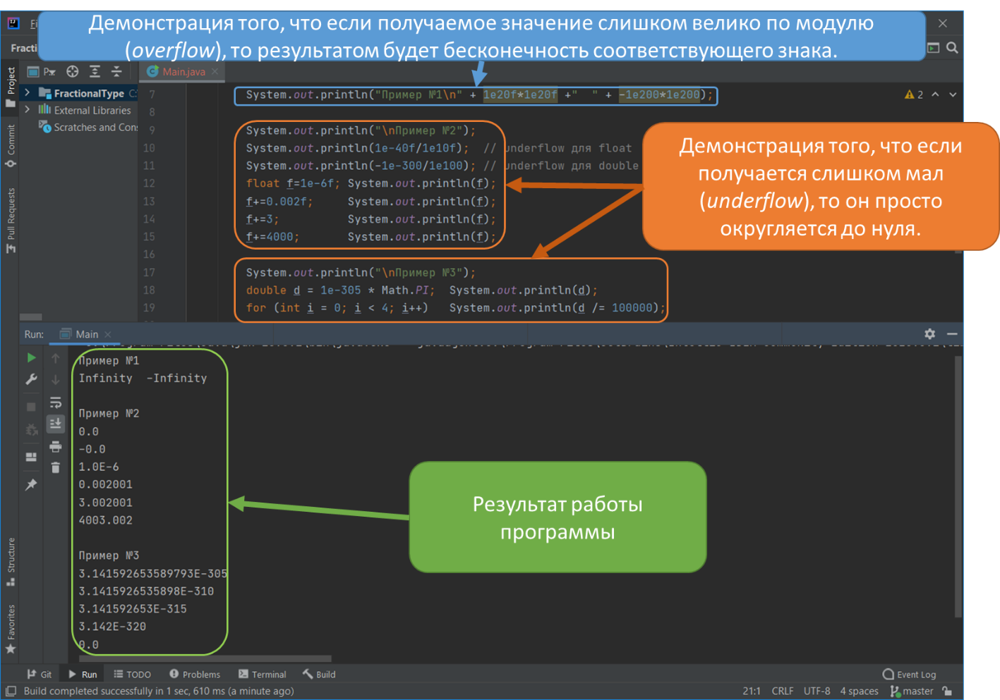 Демонстрация того, что если получаемое значение слишком велико по модулю
(overflow), то результатом будет бесконечность соответствующего знака.
Fracti
Project
Commit
Pull Requests
Structure
Favorites
Main.java
FractionalType C:
External Libraries
Scratches and Con
7 System.out.println("Пример №1\n" + 1e20f*1e20f +"  " + -1e200*1e200);
2
8
9 System.out.println("\nПример №2");
10 System.out.println(1e-40f/1e10f); // underflow для float
11 System.out.println(-1e-300/1e100); // underflow для double
12 float f=1e-6f; System.out.println(f);
13 f+=0.002f; System.out.println(f);
14 f+=3; System.out.println(f);
15 f+=4000; System.out.println(f);
16
17 System.out.println("\nПример №3");
18 double d = 1e-305 * Math.PI; System.out.println(d);
19 for (int i = 0; i < 4; i++) System.out.println(d /= 100000);
Демонстрация того, что если
получается слишком мал
(underflow), то он просто
округляется до нуля.
Run: Main
Пример №1
Infinity  -Infinity
Пример №2
0.0
-0.0
1.0E-6
0.002001
3.002001
4003.002
Пример №3
3.141592653589793E-305
3.1415926535898E-310
3.141592653E-315
3.142E-320
0.0
Результат работы
программы
Git Run TODO Problems Terminal Build Event Log
Build completed successfully in 1 sec, 610 ms (a minute ago) 21:1 CRLF UTF-8 4 spaces master